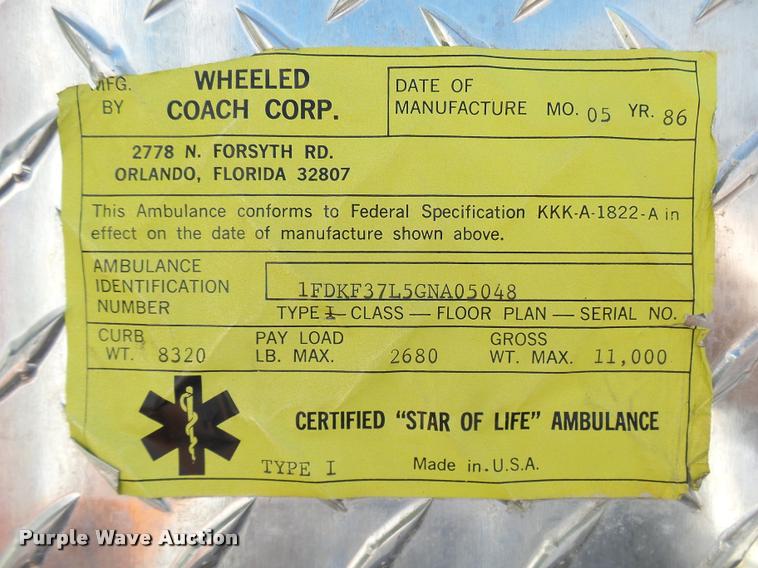 MFG. BY
WHEELED COACH CORP.
DATE OF MANUFACTURE MO. 05 YR. 86
2778 N. FORSYTH RD.
ORLANDO, FLORIDA 32807
This Ambulance conforms to Federal Specification KKK-A-1822-A in
effect on the date of manufacture shown above.
AMBULANCE
IDENTIFICATION
NUMBER
1FDKF37L5GNA05048
TYPE I — CLASS — FLOOR PLAN — SERIAL NO.
CURB WT. 8320
PAY LOAD LB. MAX. 2680
GROSS WT. MAX. 11,000
CERTIFIED "STAR OF LIFE" AMBULANCE
TYPE I Made in U.S.A.
Purple Wave Auction